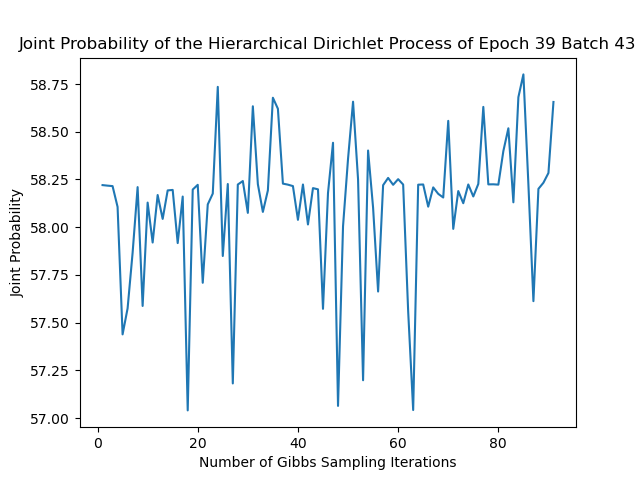 Joint Probability of the Hierarchical Dirichlet Process of Epoch 39 Batch 43
58.75
58.50
58.25
58.00
57.75
57.50
57.25
57.00
Joint Probability
0 20 40 60 80
Number of Gibbs Sampling Iterations